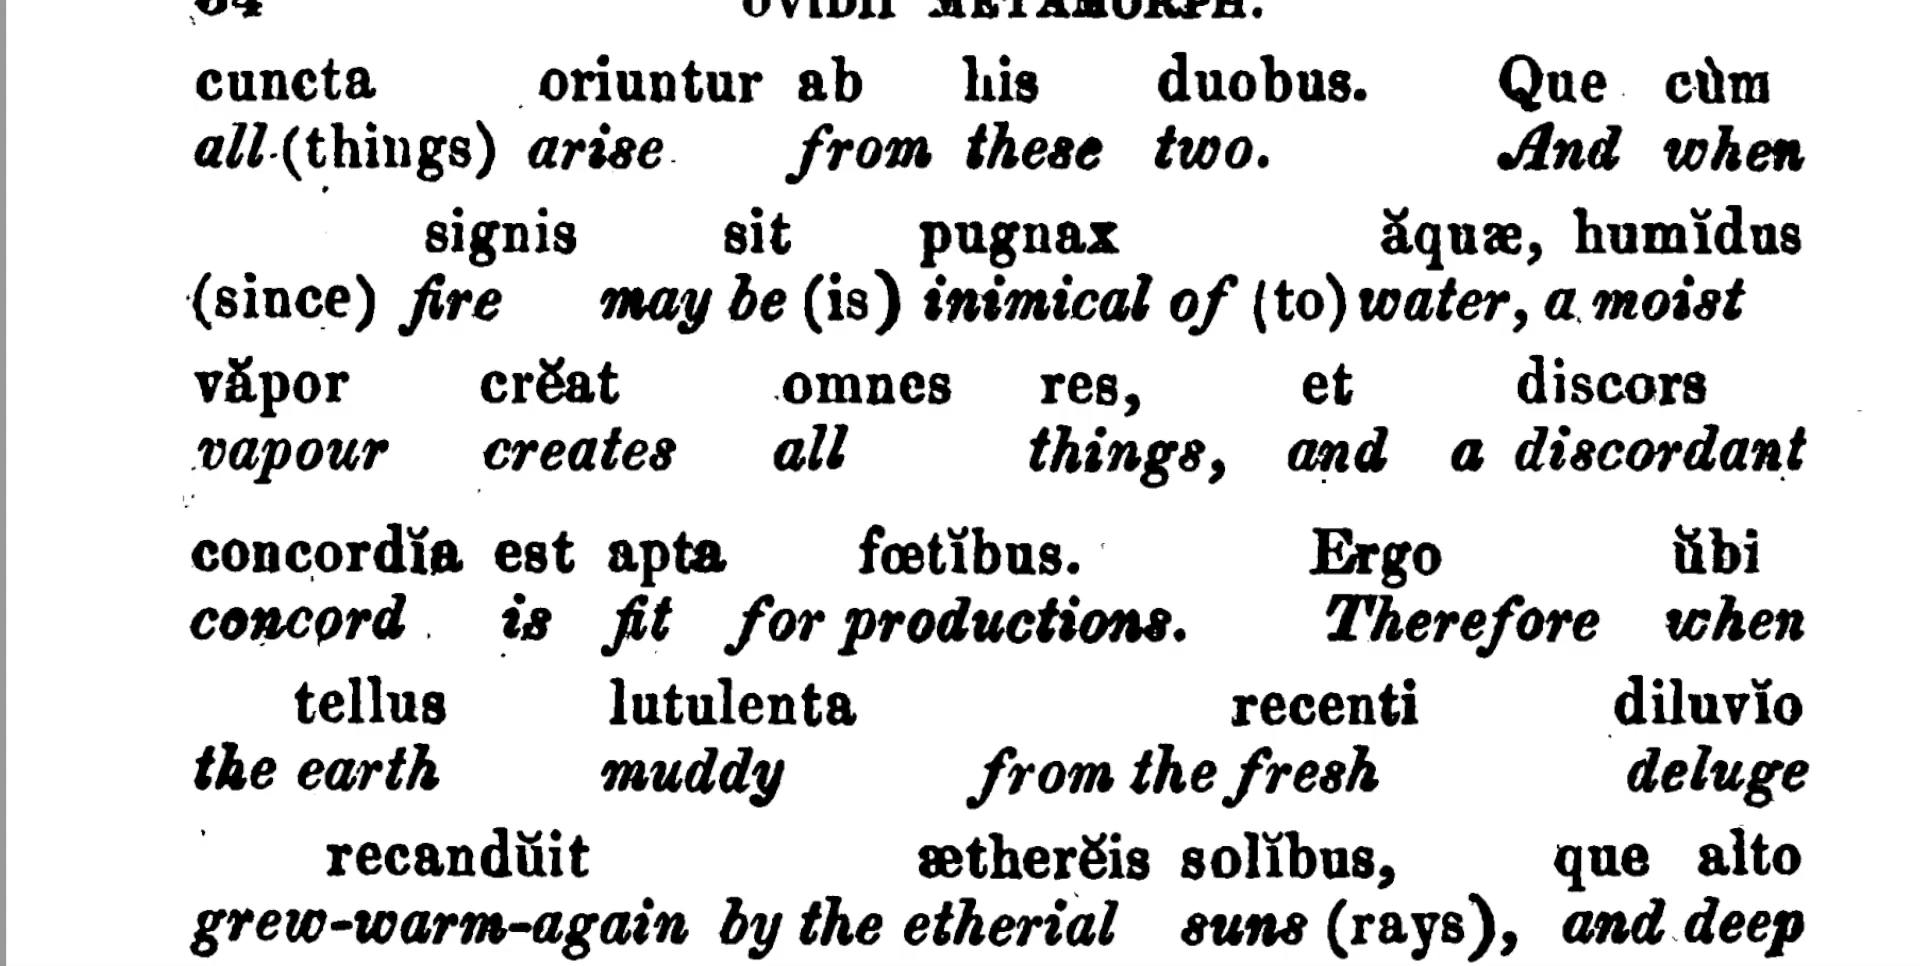 84 OVIDII METAMORPH.
cuncta oriuntur ab his duobus. Que cùm
all (things) arise from these two. And when
signis sit pugnax ăquæ, humĭdus
(since) fire may be (is) inimical of (to) water, a moist
văpor crĕat omnes res, et discors
vapour creates all things, and a discordant
concordĭa est apta fœtĭbus. Ergo ŭbi
concord is fit for productions. Therefore when
tellus lutulenta recenti diluvĭo
the earth muddy from the fresh deluge
recandŭit ætherĕis solĭbus, que alto
grew-warm-again by the etherial suns (rays), and deep